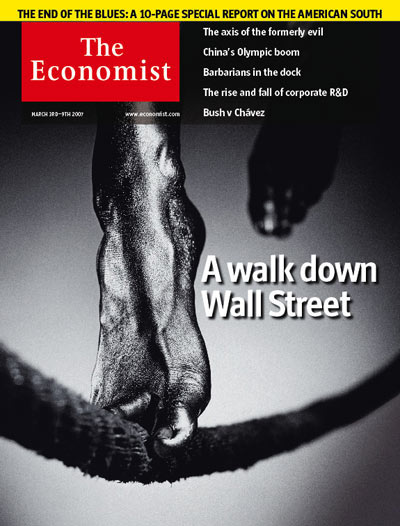 THE END OF THE BLUES: A 10-PAGE SPECIAL REPORT ON THE AMERICAN SOUTH
The
Economist
MARCH 3RD–9TH 2007
www.economist.com
The axis of the formerly evil
China's Olympic boom
Barbarians in the dock
The rise and fall of corporate R&D
Bush v Chávez
A walk down
Wall Street